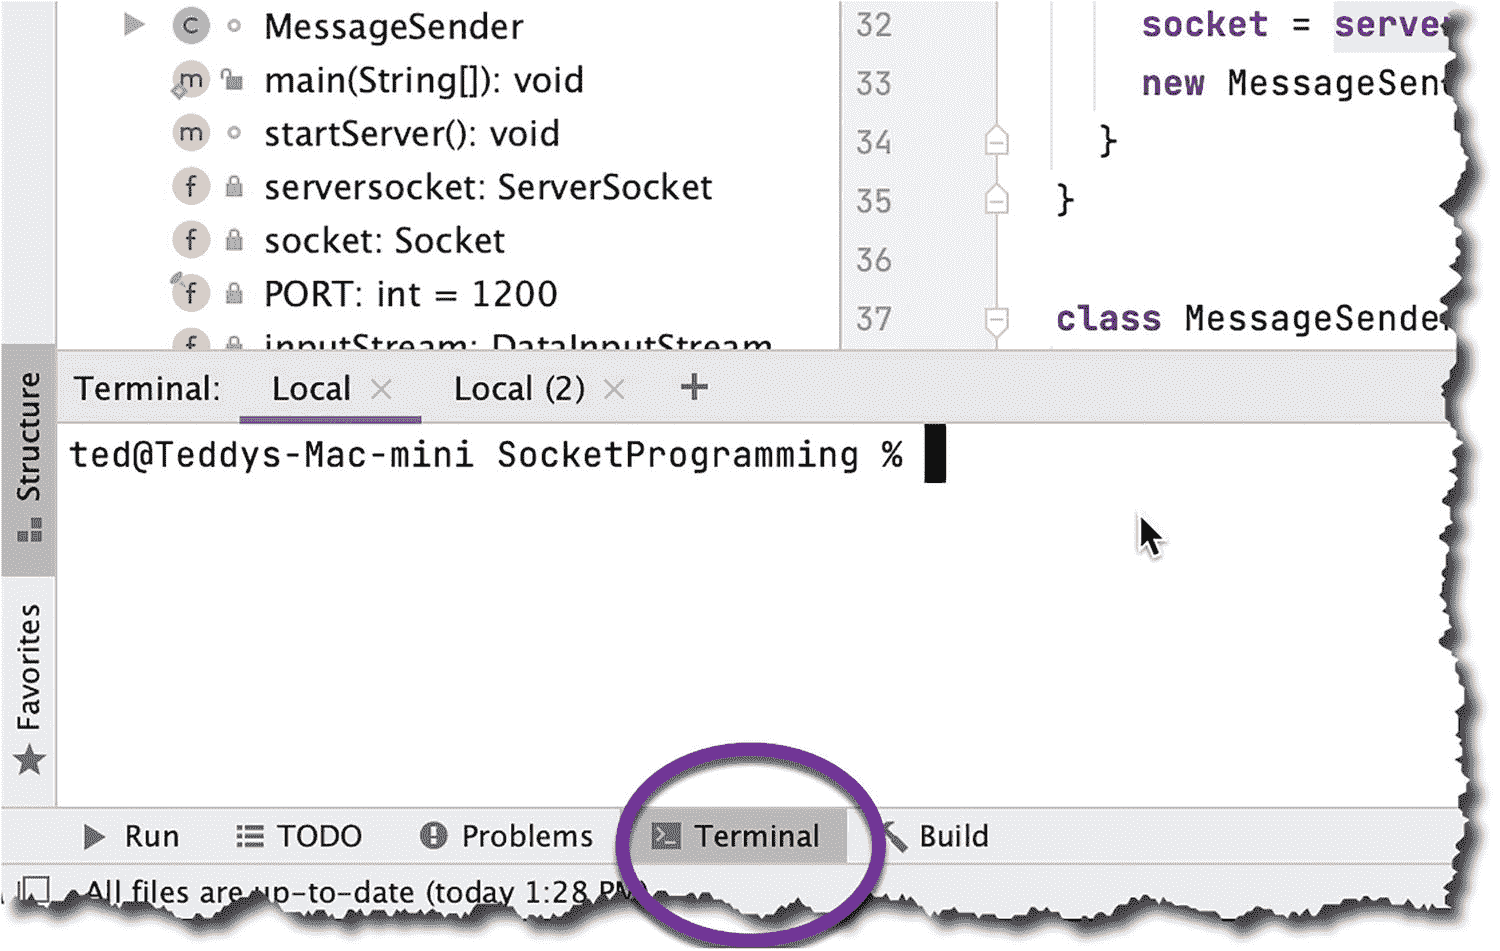 MessageSender
main(String[]): void
startServer(): void
serversocket: ServerSocket
socket: Socket
PORT: int = 1200
inputStream: DataInputStream
32 socket = server
33 new MessageSen
34 }
35 }
36
37 class MessageSender
Structure
Favorites
Terminal: Local Local (2) +
ted@Teddys-Mac-mini SocketProgramming %
Run TODO Problems Terminal Build
All files are up-to-date (today 1:28 PM)